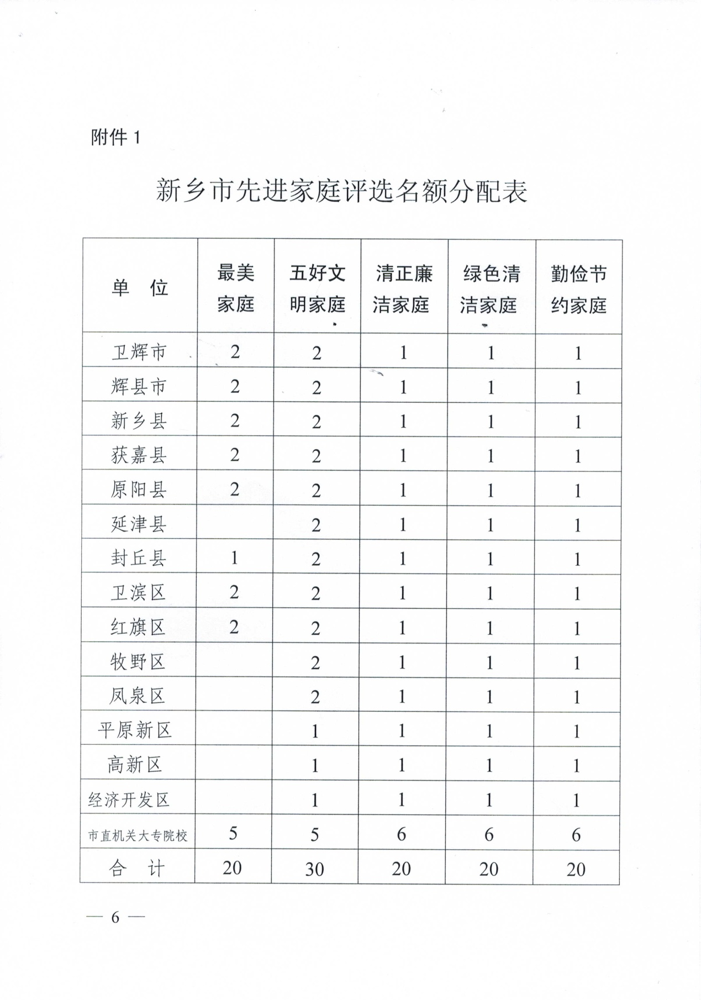 附件 1
新乡市先进家庭评选名额分配表
单 位 最美家庭 五好文明家庭 清正廉洁家庭 绿色清洁家庭 勤俭节约家庭
卫辉市 2 2 1 1 1
辉县市 2 2 1 1 1
新乡县 2 2 1 1 1
获嘉县 2 2 1 1 1
原阳县 2 2 1 1 1
延津县 2 1 1 1
封丘县 1 2 1 1 1
卫滨区 2 2 1 1 1
红旗区 2 2 1 1 1
牧野区 2 1 1 1
凤泉区 2 1 1 1
平原新区 1 1 1 1
高新区 1 1 1 1
经济开发区 1 1 1 1
市直机关大专院校 5 5 6 6 6
合 计 20 30 20 20 20
— 6 —